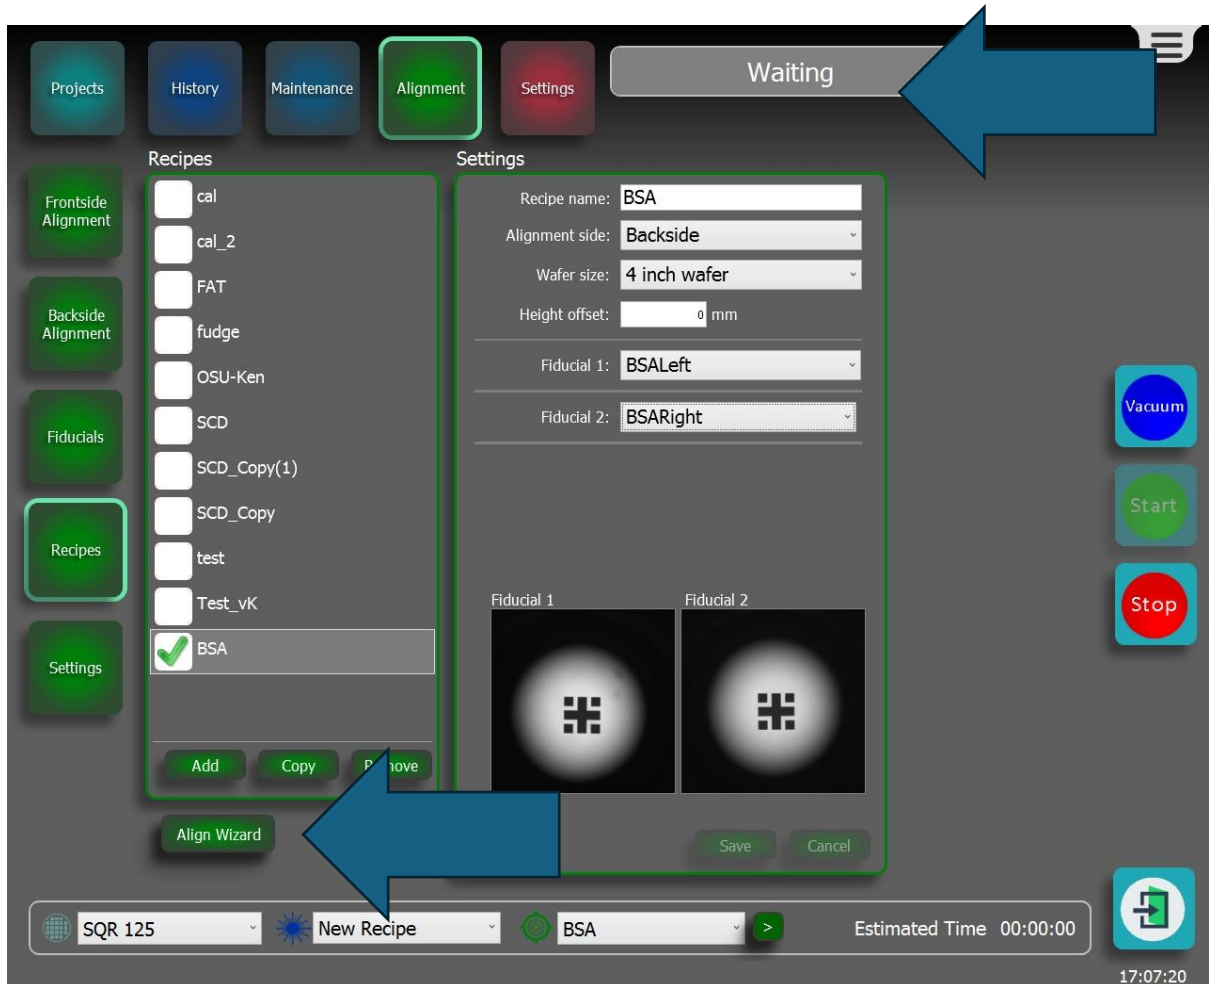 Projects
History
Maintenance
Alignment
Settings
Waiting
Recipes
Settings
Frontside
Alignment
Backside
Alignment
Fiducials
Recipes
Settings
cal
cal_2
FAT
fudge
OSU-Ken
SCD
SCD_Copy(1)
SCD_Copy
test
Test_vK
BSA
Add
Copy
Align Wizard
Recipe name: BSA
Alignment side: Backside
Wafer size: 4 inch wafer
Height offset: 0 mm
Fiducial 1: BSALeft
Fiducial 2: BSARight
Fiducial 1
Fiducial 2
Save
Cancel
Vacuum
Start
Stop
SQR 125
New Recipe
BSA
>
Estimated Time 00:00:00
17:07:20